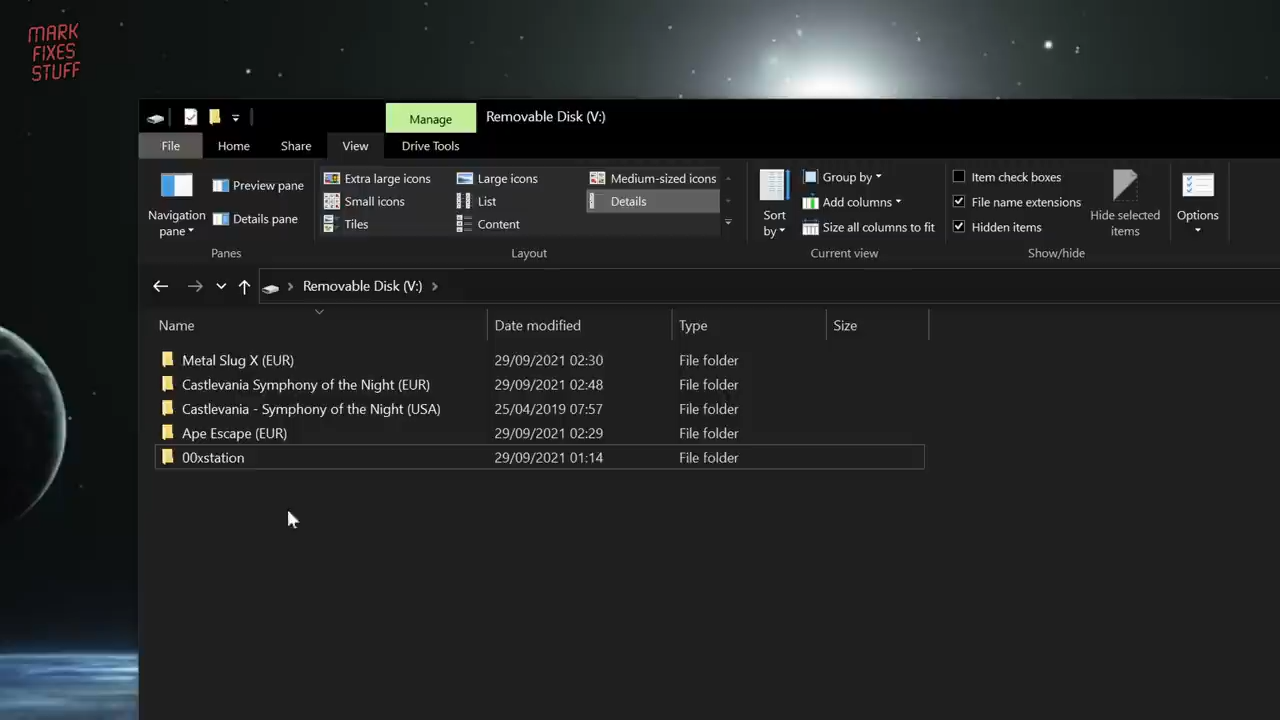 MARK
FIXES
STUFF
Manage
Removable Disk (V:)
File
Home
Share
View
Drive Tools
Navigation
pane
Preview pane
Details pane
Panes
Extra large icons
Large icons
Medium-sized icons
Small icons
List
Details
Tiles
Content
Layout
Sort
by
Group by
Add columns
Size all columns to fit
Current view
Item check boxes
File name extensions
Hidden items
Hide selected
items
Show/hide
Options
Removable Disk (V:)
Name
Date modified
Type
Size
Metal Slug X (EUR) 29/09/2021 02:30 File folder
Castlevania Symphony of the Night (EUR) 29/09/2021 02:48 File folder
Castlevania - Symphony of the Night (USA) 25/04/2019 07:57 File folder
Ape Escape (EUR) 29/09/2021 02:29 File folder
00xstation 29/09/2021 01:14 File folder